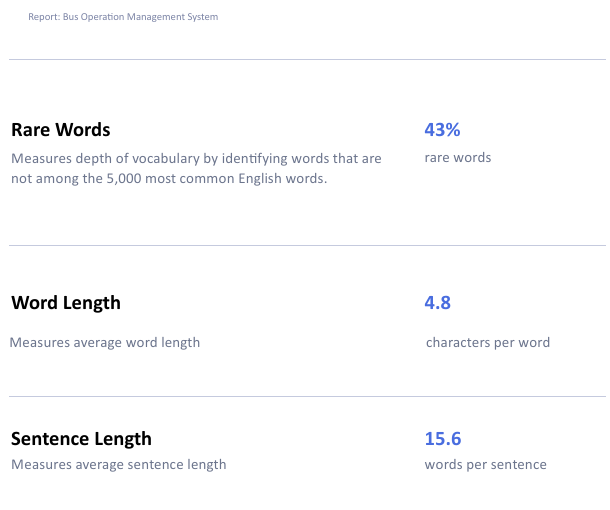 Report: Bus Operation Management System
Rare Words
43%
Measures depth of vocabulary by identifying words that are
not among the 5,000 most common English words.
rare words
Word Length
4.8
Measures average word length
characters per word
Sentence Length
15.6
Measures average sentence length
words per sentence